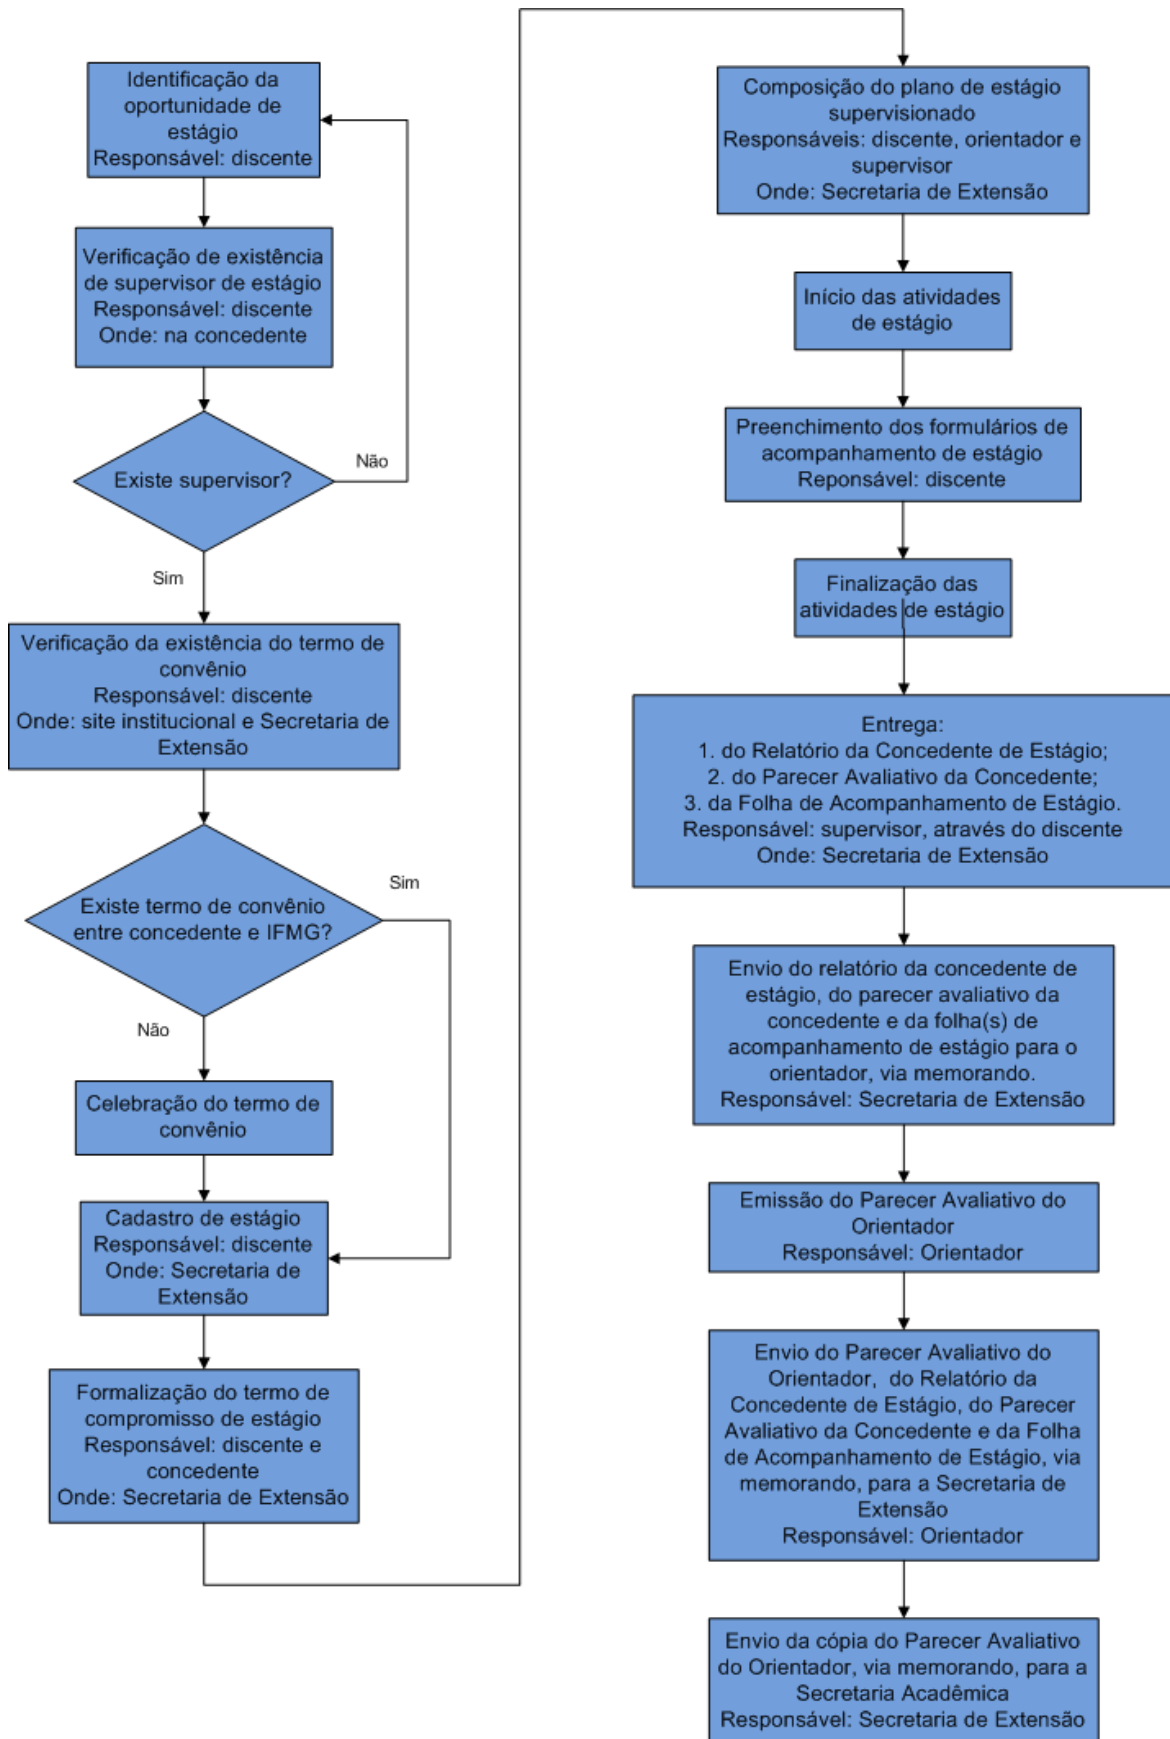 Identificação da
oportunidade de
estágio
Responsável: discente
Verificação de existência
de supervisor de estágio
Responsável: discente
Onde: na concedente
Existe supervisor?
Não
Sim
Verificação da existência do termo de
convênio
Responsável: discente
Onde: site institucional e Secretaria de
Extensão
Existe termo de convênio
entre concedente e IFMG?
Sim
Não
Celebração do termo de
convênio
Cadastro de estágio
Responsável: discente
Onde: Secretaria de
Extensão
Formalização do termo de
compromisso de estágio
Responsável: discente e
concedente
Onde: Secretaria de Extensão
Composição do plano de estágio
supervisionado
Responsáveis: discente, orientador e
supervisor
Onde: Secretaria de Extensão
Início das atividades
de estágio
Preenchimento dos formulários de
acompanhamento de estágio
Reponsável: discente
Finalização das
atividades de estágio
Entrega:
1. do Relatório da Concedente de Estágio;
2. do Parecer Avaliativo da Concedente;
3. da Folha de Acompanhamento de Estágio.
Responsável: supervisor, através do discente
Onde: Secretaria de Extensão
Envio do relatório da concedente de
estágio, do parecer avaliativo da
concedente e da folha(s) de
acompanhamento de estágio para o
orientador, via memorando.
Responsável: Secretaria de Extensão
Emissão do Parecer Avaliativo do
Orientador
Responsável: Orientador
Envio do Parecer Avaliativo do
Orientador, do Relatório da
Concedente de Estágio, do Parecer
Avaliativo da Concedente e da Folha
de Acompanhamento de Estágio, via
memorando, para a Secretaria de
Extensão
Responsável: Orientador
Envio da cópia do Parecer Avaliativo
do Orientador, via memorando, para a
Secretaria Acadêmica
Responsável: Secretaria de Extensão